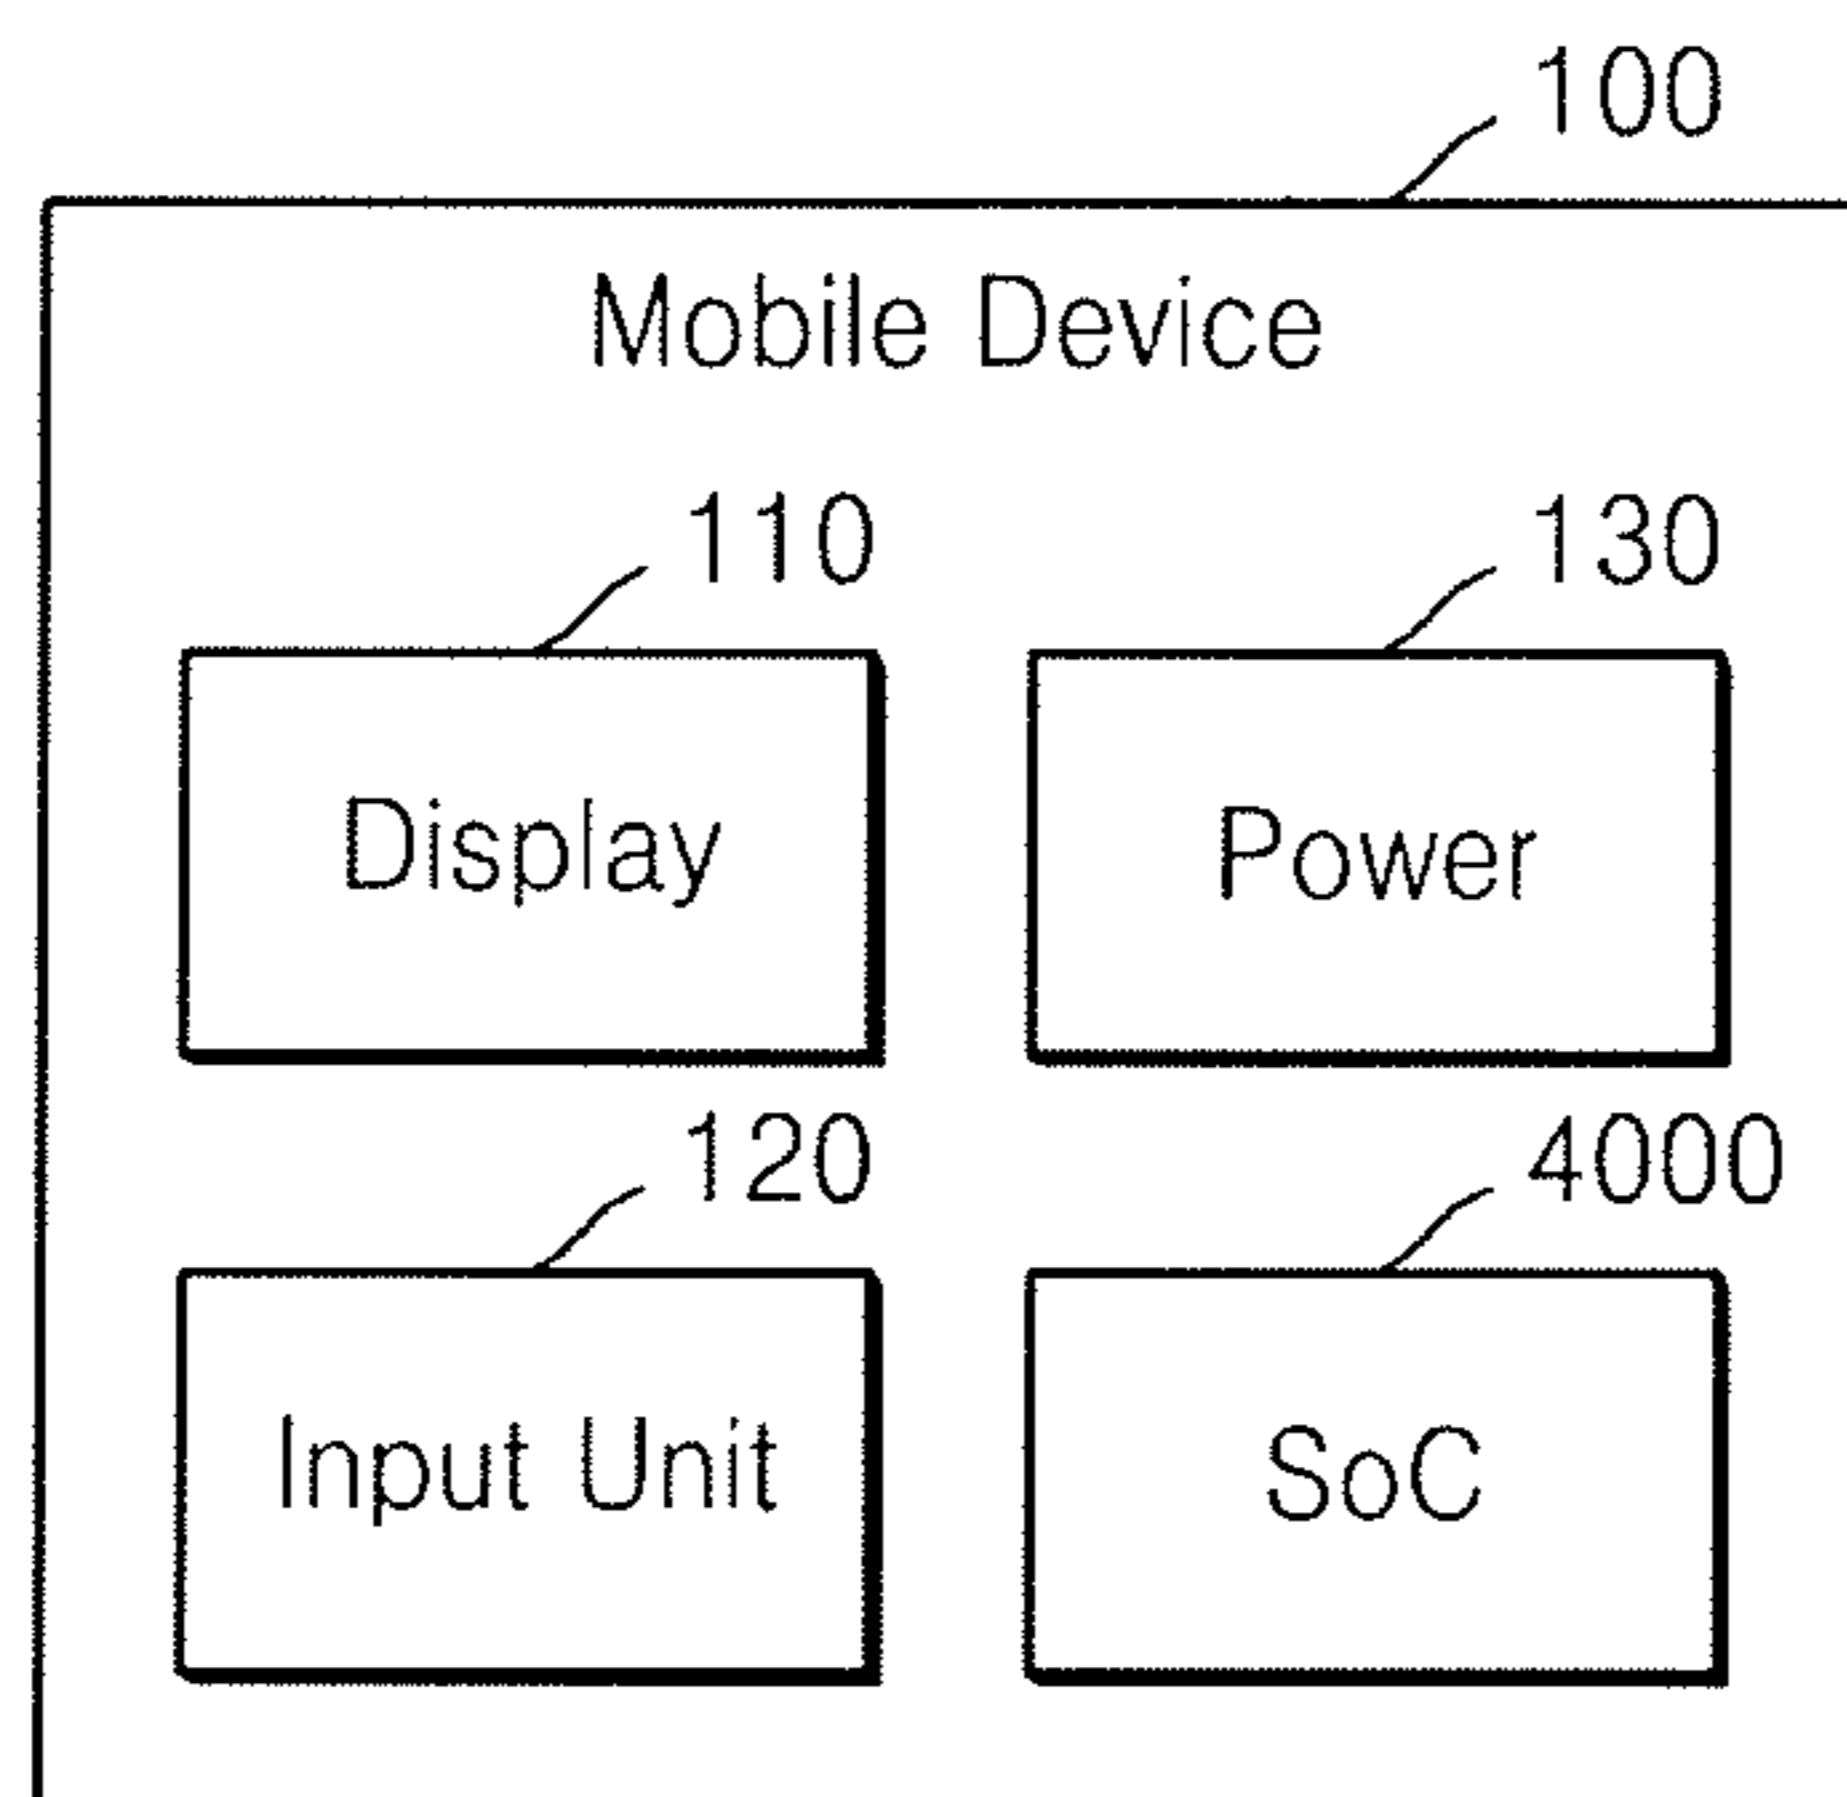 100
Mobile Device
110
130
Display
Power
120
4000
Input Unit
SoC